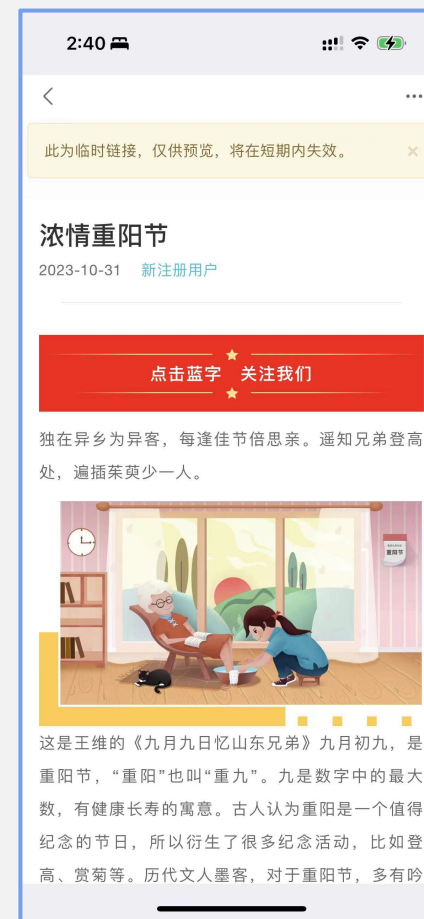 2:40
此为临时链接，仅供预览，将在短期内失效。
浓情重阳节
2023-10-31 新注册用户
点击蓝字 关注我们
独在异乡为异客，每逢佳节倍思亲。遥知兄弟登高
处，遍插茱萸少一人。
重阳节
这是王维的《九月九日忆山东兄弟》九月初九，是
重阳节，“重阳”也叫“重九”。九是数字中的最大
数，有健康长寿的寓意。古人认为重阳是一个值得
纪念的节日，所以衍生了很多纪念活动，比如登
高、赏菊等。历代文人墨客，对于重阳节，多有吟